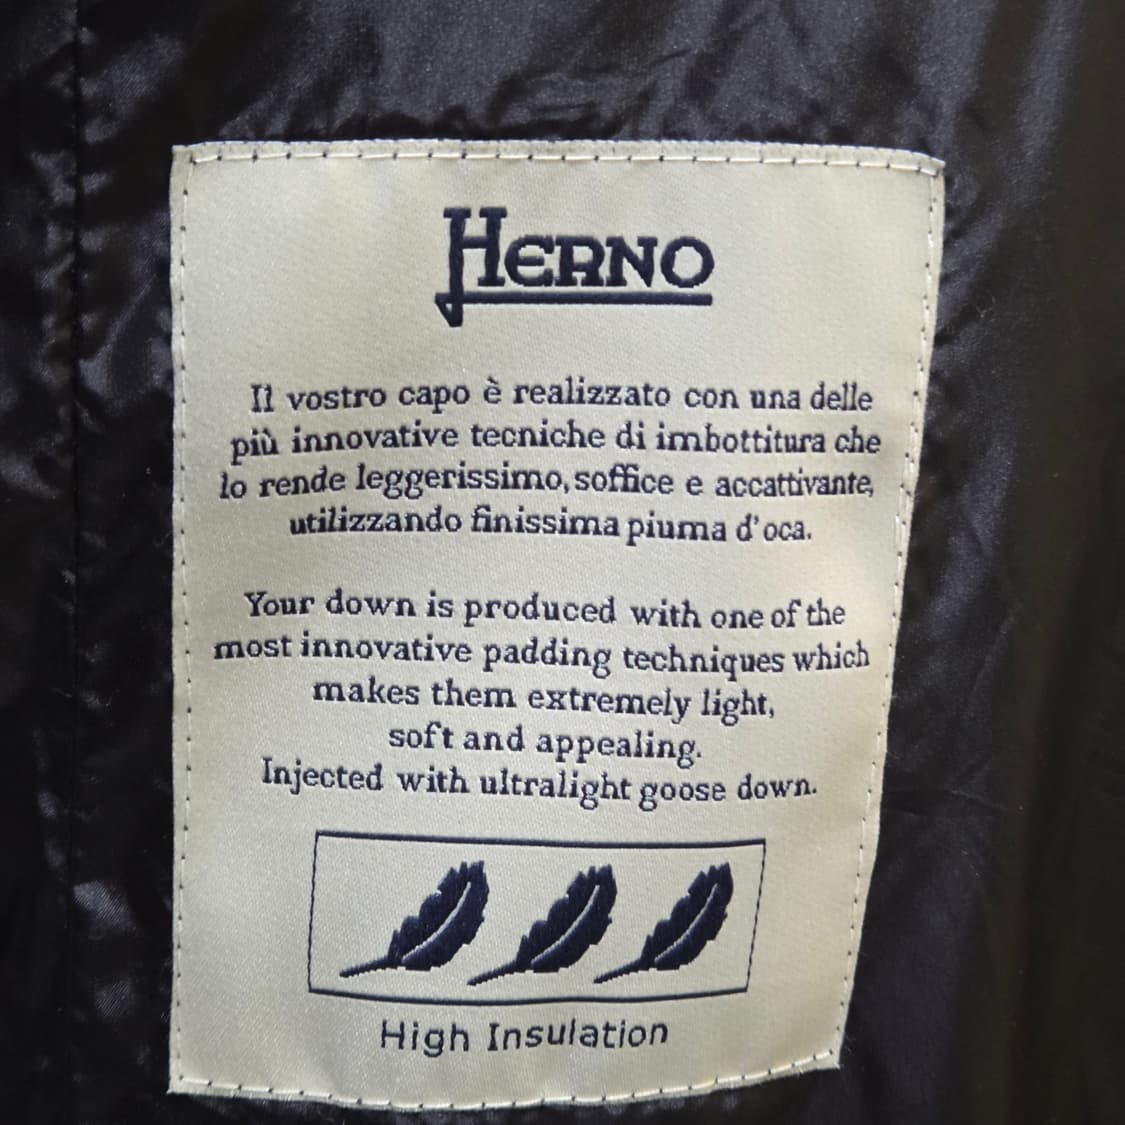 HERNO
Il vostro capo è realizzato con una delle
più innovative tecniche di imbottitura che
lo rende leggerissimo, soffice e accattivante,
utilizzando finissima piuma d'oca.
Your down is produced with one of the
most innovative padding techniques which
makes them extremely light,
soft and appealing.
Injected with ultralight goose down.
High Insulation